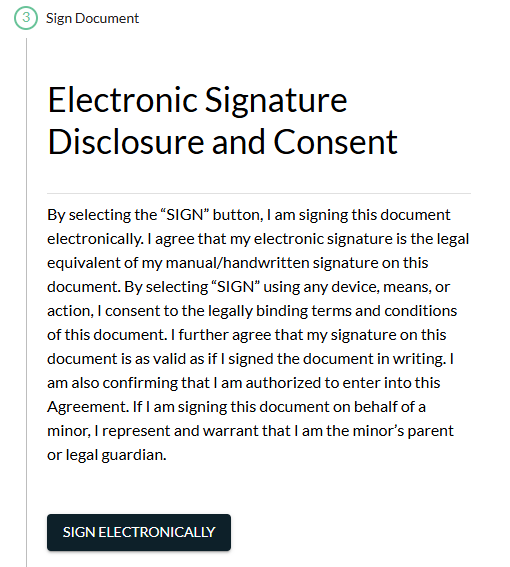 3 Sign Document
Electronic Signature
Disclosure and Consent
By selecting the “SIGN” button, I am signing this document
electronically. I agree that my electronic signature is the legal
equivalent of my manual/handwritten signature on this
document. By selecting “SIGN” using any device, means, or
action, I consent to the legally binding terms and conditions
of this document. I further agree that my signature on this
document is as valid as if I signed the document in writing. I
am also confirming that I am authorized to enter into this
Agreement. If I am signing this document on behalf of a
minor, I represent and warrant that I am the minor’s parent
or legal guardian.
SIGN ELECTRONICALLY